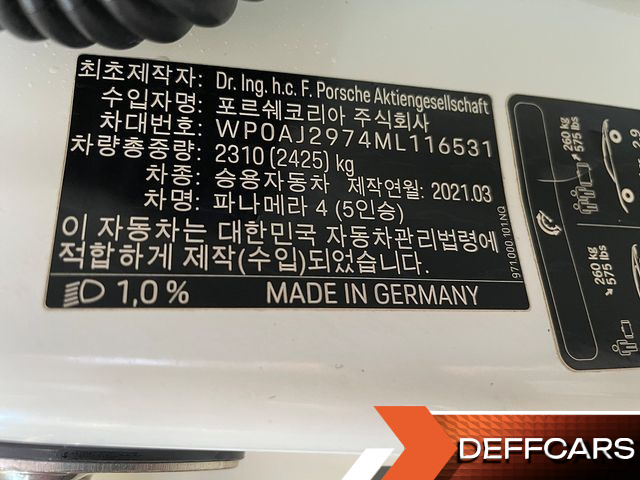 최초제작자: Dr. Ing. h.c. F. Porsche Aktiengesellschaft
수입자명: 포르쉐코리아 주식회사
차대번호: WP0AJ2974ML116531
차량총중량: 2310 (2425) kg
차종: 승용자동차 제작연월: 2021.03
차명: 파나메라 4 (5인승)
이 자동차는 대한민국 자동차관리법령에
적합하게 제작(수입)되었습니다.
1,0 % MADE IN GERMANY
971.000.101 NQ
260 kg
575 lbs
260 kg
575 lbs
DEFFCARS